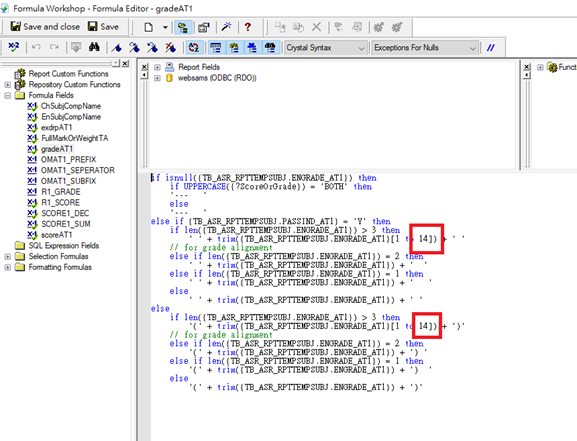 Formula Workshop - Formula Editor - gradeAT1
Save and close
Save
Crystal Syntax
Exceptions For Nulls
Report Custom Functions
Repository Custom Functions
Formula Fields
ChSubjCompName
EnSubjCompName
exdrpAT1
FullMarkOrWeightTA
gradeAT1
OMAT1_PREFIX
OMAT1_SEPERATOR
OMAT1_SUBFIX
R1_GRADE
R1_SCORE
SCORE1_DEC
SCORE1_SUM
scoreAT1
SQL Expression Fields
Selection Formulas
Formatting Formulas
Report Fields
websams (ODBC (RDO))
Funct
if isnull({TB_ASR_RPTTEMPSUBJ.ENGRADE_AT1}) then
if UPPERCASE({?ScoreOrGrade}) = 'BOTH' then
'--- '
else
'--- '
else if {TB_ASR_RPTTEMPSUBJ.PASSIND_AT1} = 'Y' then
if len({TB_ASR_RPTTEMPSUBJ.ENGRADE_AT1}) > 3 then
' ' + trim({TB_ASR_RPTTEMPSUBJ.ENGRADE_AT1}[1 to 14]) + ' '
// for grade alignment
else if len({TB_ASR_RPTTEMPSUBJ.ENGRADE_AT1}) = 2 then
' ' + trim({TB_ASR_RPTTEMPSUBJ.ENGRADE_AT1}) + '  '
else if len({TB_ASR_RPTTEMPSUBJ.ENGRADE_AT1}) = 1 then
' ' + trim({TB_ASR_RPTTEMPSUBJ.ENGRADE_AT1}) + '   '
else
' ' + trim({TB_ASR_RPTTEMPSUBJ.ENGRADE_AT1}) + ' '
else
if len({TB_ASR_RPTTEMPSUBJ.ENGRADE_AT1}) > 3 then
'(' + trim({TB_ASR_RPTTEMPSUBJ.ENGRADE_AT1}[1 to 14]) + ')'
// for grade alignment
else if len({TB_ASR_RPTTEMPSUBJ.ENGRADE_AT1}) = 2 then
'(' + trim({TB_ASR_RPTTEMPSUBJ.ENGRADE_AT1}) + ') '
else if len({TB_ASR_RPTTEMPSUBJ.ENGRADE_AT1}) = 1 then
'(' + trim({TB_ASR_RPTTEMPSUBJ.ENGRADE_AT1}) + ')  '
else
'(' + trim({TB_ASR_RPTTEMPSUBJ.ENGRADE_AT1}) + ')'